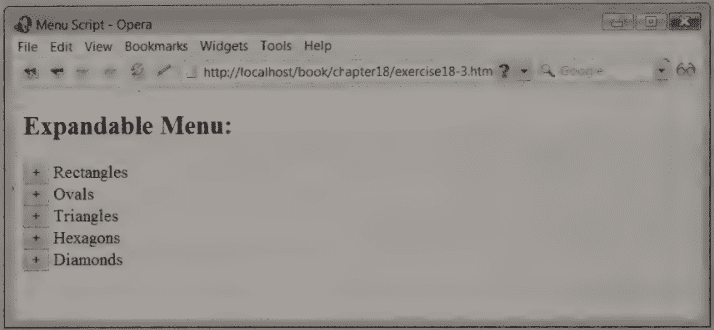 Menu Script - Opera
File Edit View Bookmarks Widgets Tools Help
http://localhost/book/chapter18/exercise18-3.htm ? Google
Expandable Menu:
+ Rectangles
+ Ovals
+ Triangles
+ Hexagons
+ Diamonds